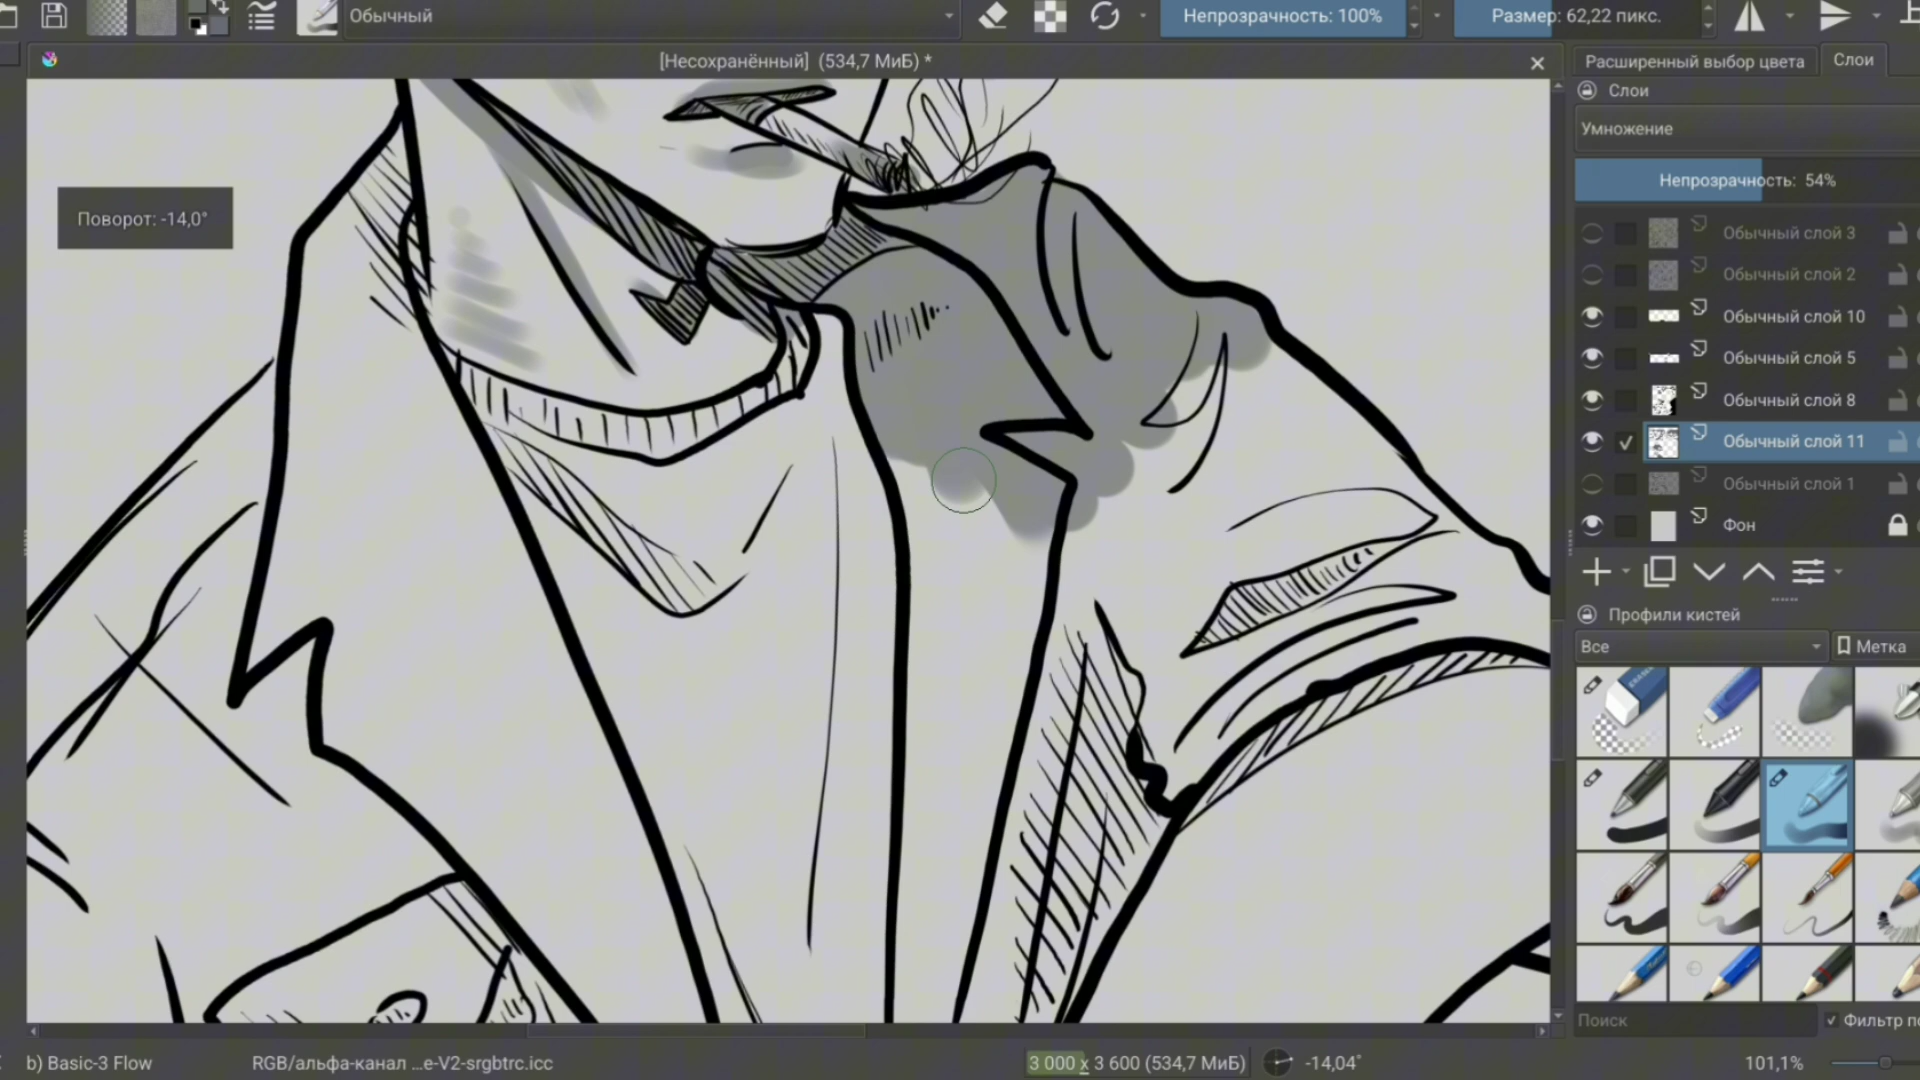 Обычный
Непрозрачность: 100%
Размер: 62,22 пикс.
[Несохранённый] (534,7 МиБ) *
Расширенный выбор цвета
Слои
Слои
Умножение
Непрозрачность: 54%
Поворот: -14,0°
Обычный слой 3
Обычный слой 2
Обычный слой 10
Обычный слой 5
Обычный слой 8
Обычный слой 11
Обычный слой 1
Фон
Профили кистей
Все
Метка
Поиск
Фильтр по
b) Basic-3 Flow
RGB/альфа-канал ...e-V2-srgbtrc.icc
3 000 x 3 600 (534,7 МиБ)
-14,04°
101,1%